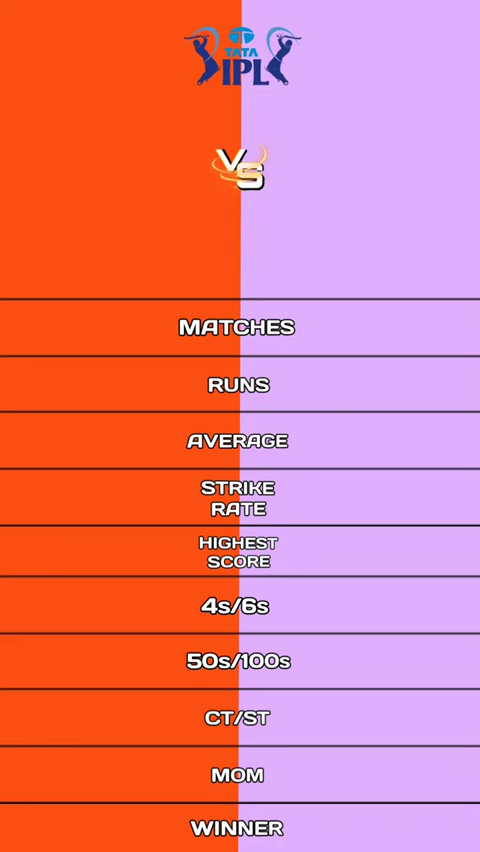 TATA
IPL
VS
MATCHES
RUNS
AVERAGE
STRIKE
RATE
HIGHEST
SCORE
4s/6s
50s/100s
CT/ST
MOM
WINNER